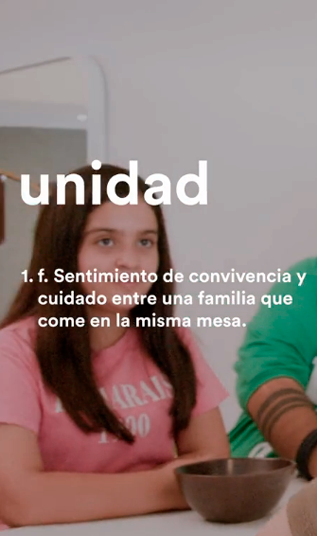 unidad
1. f. Sentimiento de convivencia y
cuidado entre una familia que
come en la misma mesa.